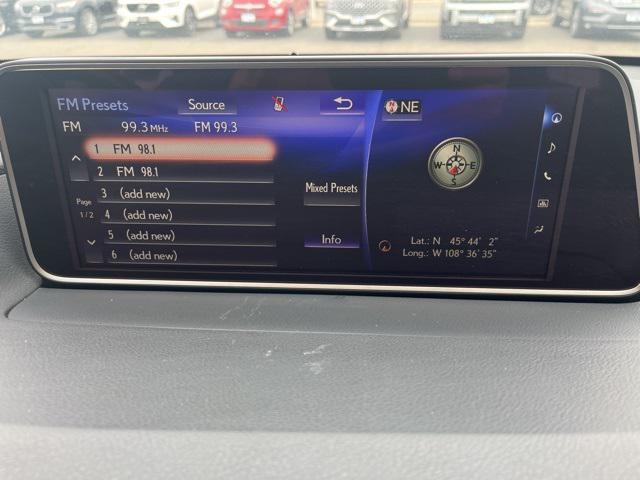 FM Presets Source NE
FM 99.3 MHz FM 99.3
1 FM 98.1
2 FM 98.1
3 (add new)
Page
1/2
4 (add new)
5 (add new)
6 (add new)
Mixed Presets
Info
N
W E
S
Lat.: N 45° 44' 2"
Long.: W 108° 36' 35"